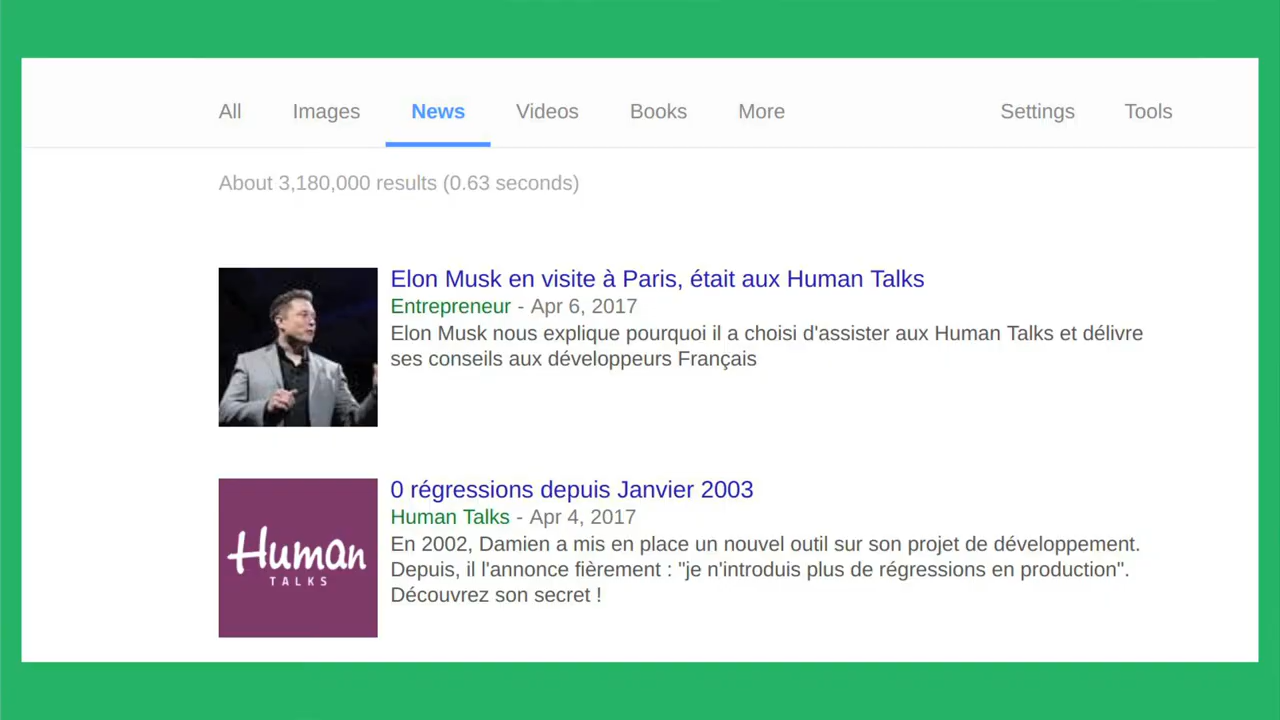 All Images News Videos Books More Settings Tools
About 3,180,000 results (0.63 seconds)
Elon Musk en visite à Paris, était aux Human Talks
Entrepreneur - Apr 6, 2017
Elon Musk nous explique pourquoi il a choisi d'assister aux Human Talks et délivre
ses conseils aux développeurs Français
0 régressions depuis Janvier 2003
Human Talks - Apr 4, 2017
En 2002, Damien a mis en place un nouvel outil sur son projet de développement.
Depuis, il l'annonce fièrement : "je n'introduis plus de régressions en production".
Découvrez son secret !
Human
TALKS